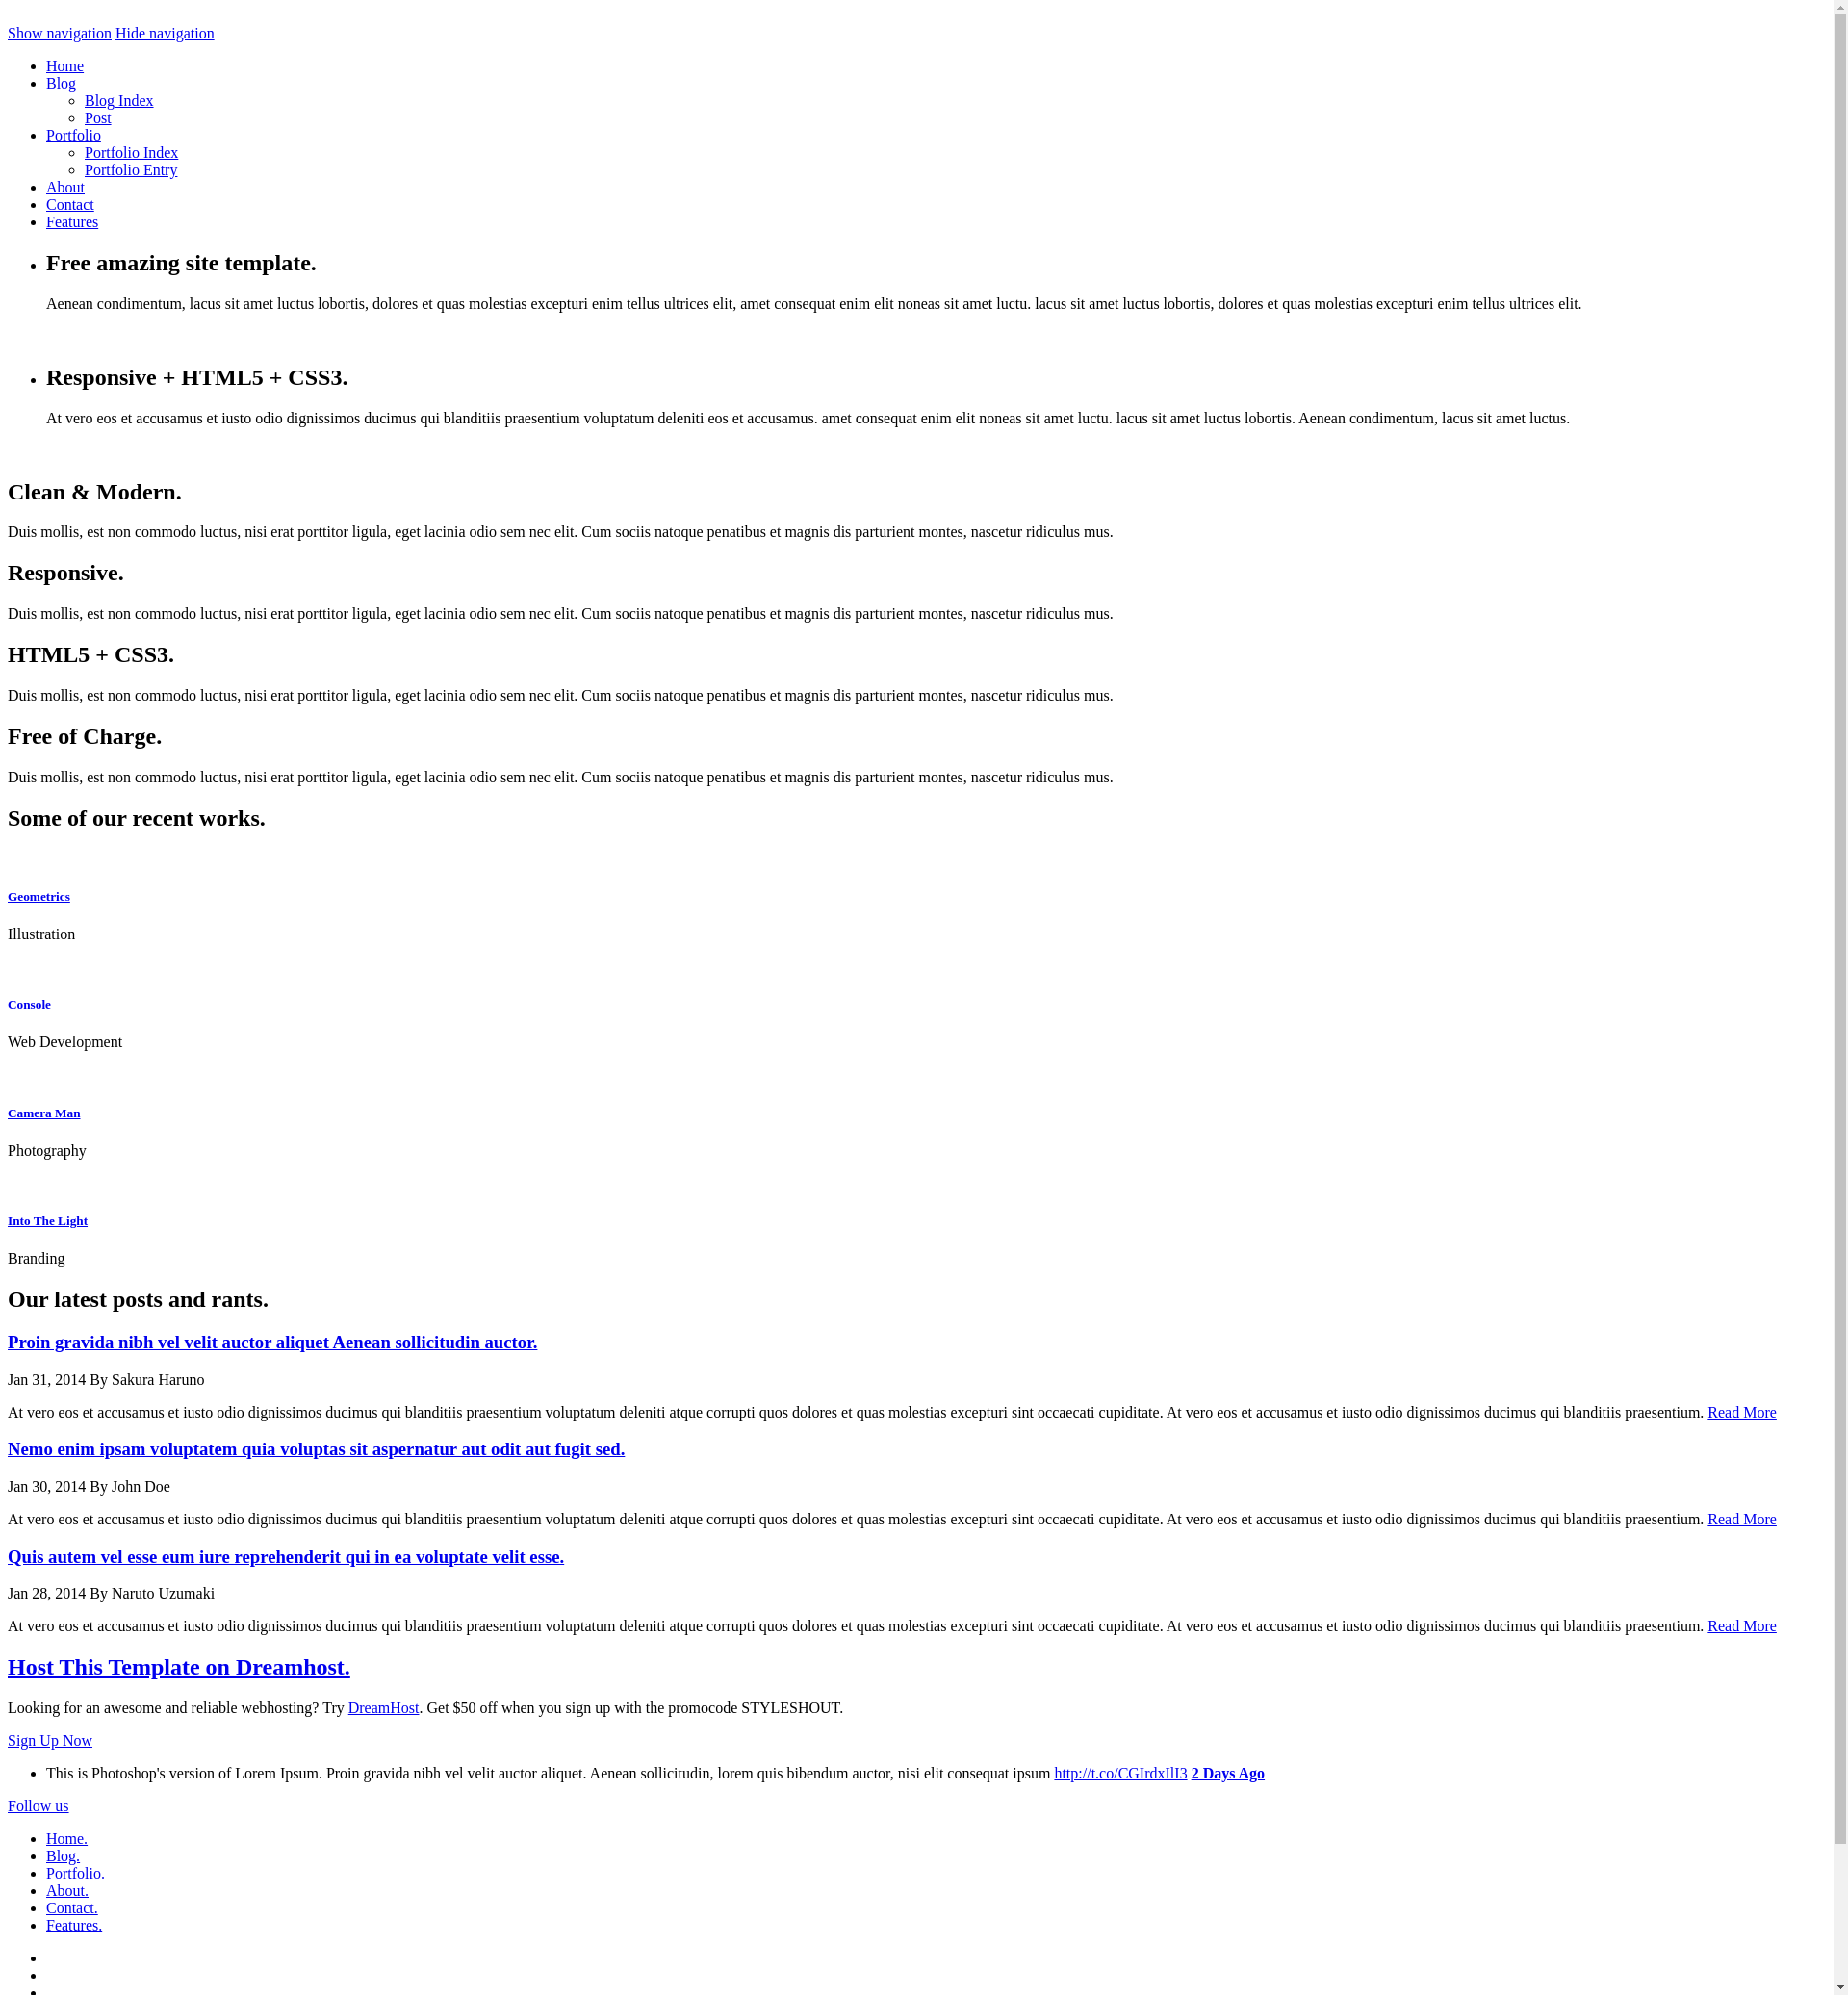 Show navigation Hide navigation
Home
Blog
Blog Index
Post
Portfolio
Portfolio Index
Portfolio Entry
About
Contact
Features
Free amazing site template.
Aenean condimentum, lacus sit amet luctus lobortis, dolores et quas molestias excepturi enim tellus ultrices elit, amet consequat enim elit noneas sit amet luctu. lacus sit amet luctus lobortis, dolores et quas molestias excepturi enim tellus ultrices elit.
Responsive + HTML5 + CSS3.
At vero eos et accusamus et iusto odio dignissimos ducimus qui blanditiis praesentium voluptatum deleniti eos et accusamus. amet consequat enim elit noneas sit amet luctu. lacus sit amet luctus lobortis. Aenean condimentum, lacus sit amet luctus.
Clean & Modern.
Duis mollis, est non commodo luctus, nisi erat porttitor ligula, eget lacinia odio sem nec elit. Cum sociis natoque penatibus et magnis dis parturient montes, nascetur ridiculus mus.
Responsive.
Duis mollis, est non commodo luctus, nisi erat porttitor ligula, eget lacinia odio sem nec elit. Cum sociis natoque penatibus et magnis dis parturient montes, nascetur ridiculus mus.
HTML5 + CSS3.
Duis mollis, est non commodo luctus, nisi erat porttitor ligula, eget lacinia odio sem nec elit. Cum sociis natoque penatibus et magnis dis parturient montes, nascetur ridiculus mus.
Free of Charge.
Duis mollis, est non commodo luctus, nisi erat porttitor ligula, eget lacinia odio sem nec elit. Cum sociis natoque penatibus et magnis dis parturient montes, nascetur ridiculus mus.
Some of our recent works.
Geometrics
Illustration
Console
Web Development
Camera Man
Photography
Into The Light
Branding
Our latest posts and rants.
Proin gravida nibh vel velit auctor aliquet Aenean sollicitudin auctor.
Jan 31, 2014 By Sakura Haruno
At vero eos et accusamus et iusto odio dignissimos ducimus qui blanditiis praesentium voluptatum deleniti atque corrupti quos dolores et quas molestias excepturi sint occaecati cupiditate. At vero eos et accusamus et iusto odio dignissimos ducimus qui blanditiis praesentium. Read More
Nemo enim ipsam voluptatem quia voluptas sit aspernatur aut odit aut fugit sed.
Jan 30, 2014 By John Doe
At vero eos et accusamus et iusto odio dignissimos ducimus qui blanditiis praesentium voluptatum deleniti atque corrupti quos dolores et quas molestias excepturi sint occaecati cupiditate. At vero eos et accusamus et iusto odio dignissimos ducimus qui blanditiis praesentium. Read More
Quis autem vel esse eum iure reprehenderit qui in ea voluptate velit esse.
Jan 28, 2014 By Naruto Uzumaki
At vero eos et accusamus et iusto odio dignissimos ducimus qui blanditiis praesentium voluptatum deleniti atque corrupti quos dolores et quas molestias excepturi sint occaecati cupiditate. At vero eos et accusamus et iusto odio dignissimos ducimus qui blanditiis praesentium. Read More
Host This Template on Dreamhost.
Looking for an awesome and reliable webhosting? Try DreamHost. Get $50 off when you sign up with the promocode STYLESHOUT.
Sign Up Now
This is Photoshop's version of Lorem Ipsum. Proin gravida nibh vel velit auctor aliquet. Aenean sollicitudin, lorem quis bibendum auctor, nisi elit consequat ipsum http://t.co/CGIrdxIlI3 2 Days Ago
Follow us
Home.
Blog.
Portfolio.
About.
Contact.
Features.